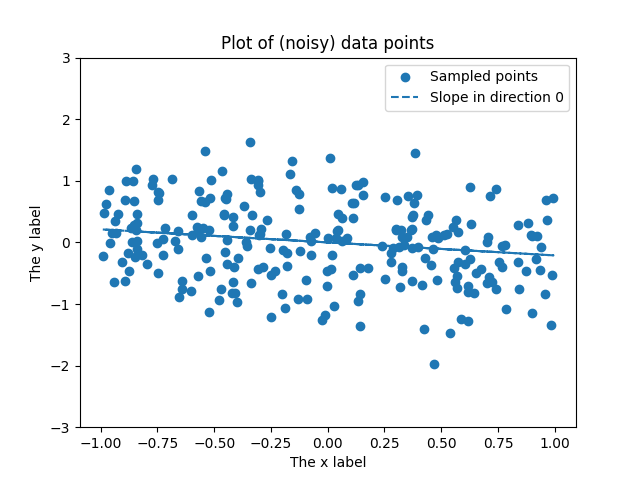 Plot of (noisy) data points
Sampled points
Slope in direction 0
The y label
3
2
1
0
−1
−2
−3
−1.00 −0.75 −0.50 −0.25 0.00 0.25 0.50 0.75 1.00
The x label